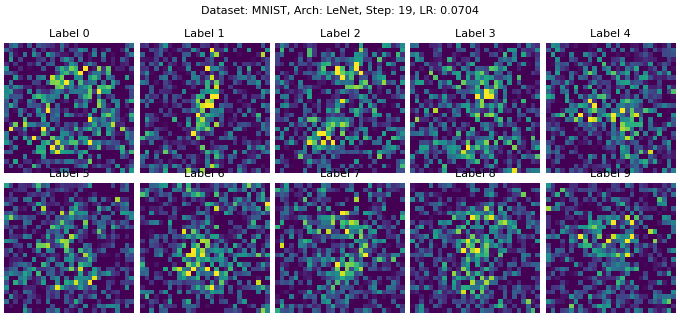 Dataset: MNIST, Arch: LeNet, Step: 19, LR: 0.0704
Label 0 Label 1 Label 2 Label 3 Label 4
Label 5 Label 6 Label 7 Label 8 Label 9